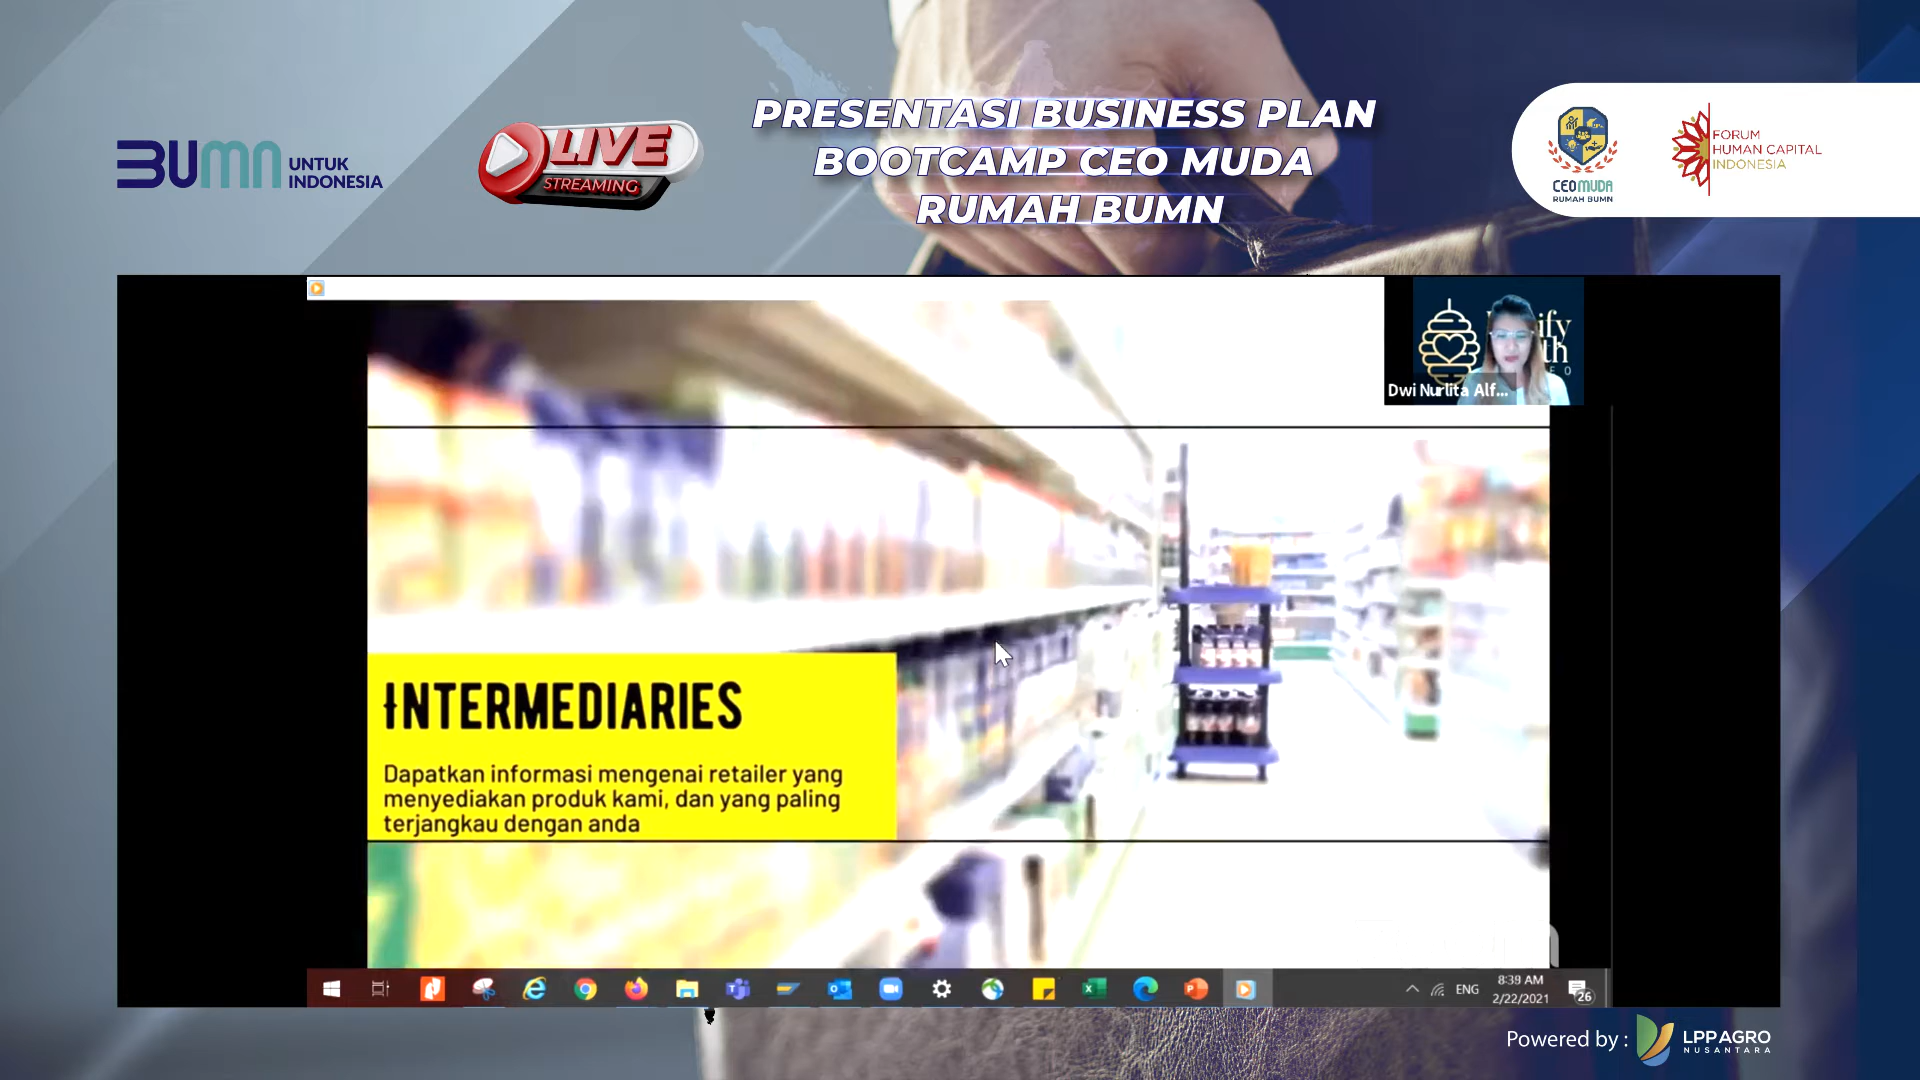 BUMN UNTUK
INDONESIA
LIVE
STREAMING
PRESENTASI BUSINESS PLAN
BOOTCAMP CEO MUDA
RUMAH BUMN
CEOMUDA
RUMAH BUMN
FORUM
HUMAN CAPITAL
INDONESIA
Dwi Nurlita Alf...
INTERMEDIARIES
Dapatkan informasi mengenai retailer yang
menyediakan produk kami, dan yang paling
terjangkau dengan anda
ENG
8:39 AM
2/22/2021
26
Powered by :
LPP AGRO
NUSANTARA